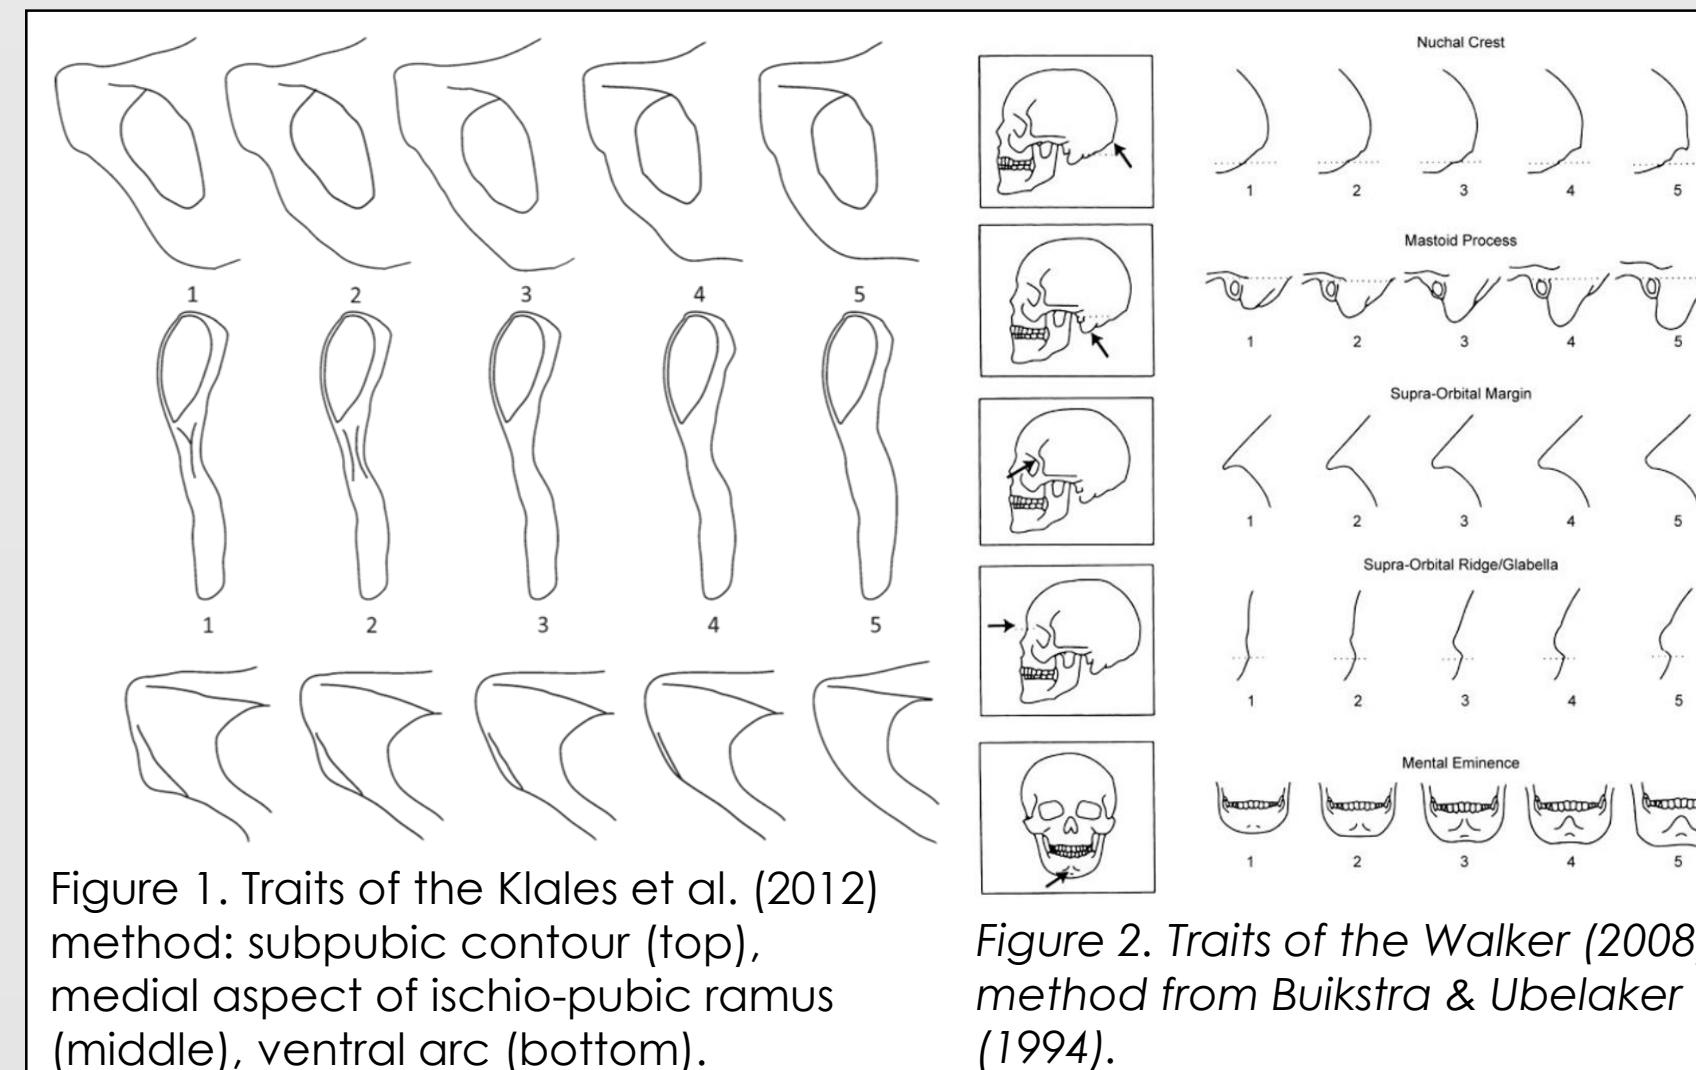 1 2 3 4 5
1 2 3 4 5
Figure 1. Traits of the Klales et al. (2012)
method: subpubic contour (top),
medial aspect of ischio-pubic ramus
(middle), ventral arc (bottom).
Nuchal Crest
1 2 3 4 5
Mastoid Process
1 2 3 4 5
Supra-Orbital Margin
1 2 3 4 5
Supra-Orbital Ridge/Glabella
1 2 3 4 5
Mental Eminence
1 2 3 4 5
Figure 2. Traits of the Walker (2008)
method from Buikstra & Ubelaker
(1994).